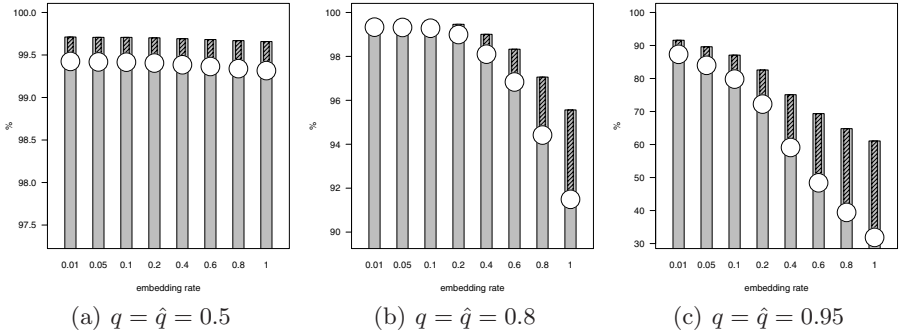 100.0
99.5
99.0
98.5
98.0
97.5
%
0.01 0.05 0.1 0.2 0.4 0.6 0.8 1
embedding rate
(a) q = q̂ = 0.5
100
98
96
94
92
90
%
0.01 0.05 0.1 0.2 0.4 0.6 0.8 1
embedding rate
(b) q = q̂ = 0.8
100
90
80
70
60
50
40
30
%
0.01 0.05 0.1 0.2 0.4 0.6 0.8 1
embedding rate
(c) q = q̂ = 0.95